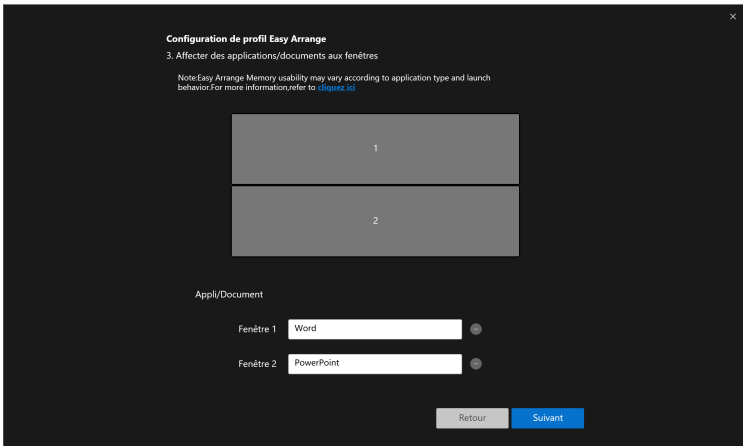 ×
Configuration de profil Easy Arrange
3. Affecter des applications/documents aux fenêtres
Note:Easy Arrange Memory usability may vary according to application type and launch
behavior.For more information,refer to cliquez ici
1
2
Appli/Document
Fenêtre 1 Word
Fenêtre 2 PowerPoint
Retour Suivant